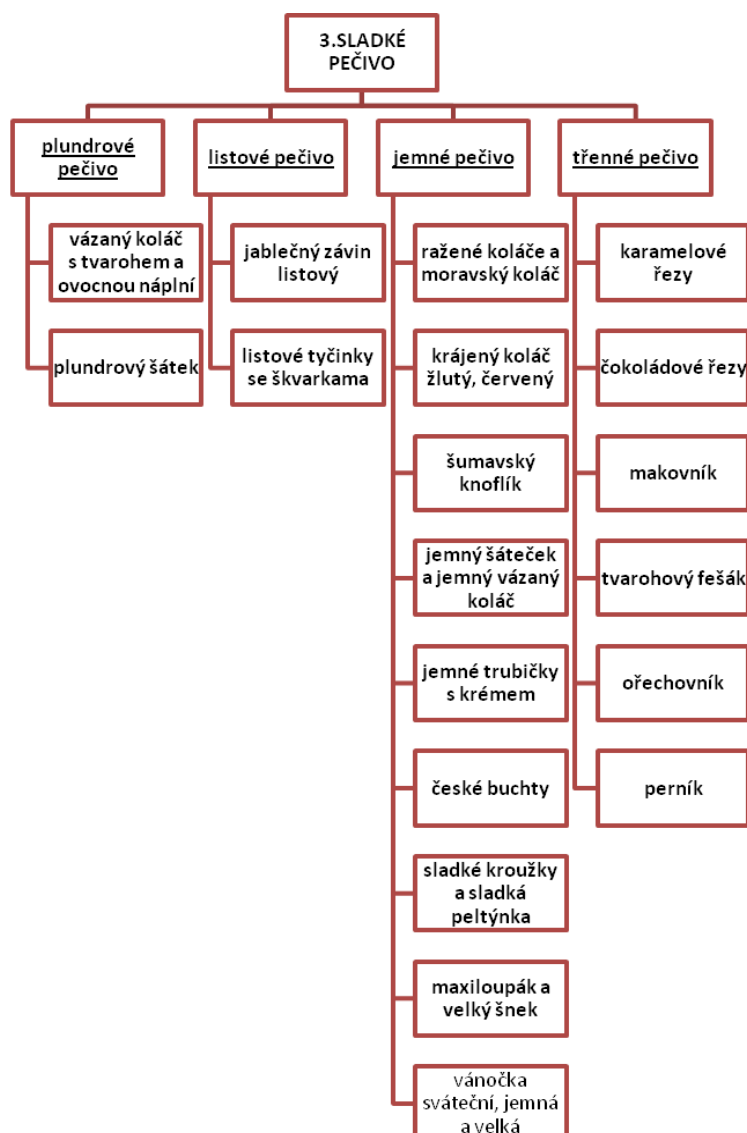 3.SLADKÉ
PEČIVO
plundrové
pečivo
vázaný koláč
s tvarohem a
ovocnou náplní
plundrový šátek
listové pečivo
jablečný závin
listový
listové tyčinky
se škvarkama
jemné pečivo
ražené koláče a
moravský koláč
krájený koláč
žlutý, červený
šumavský
knoflík
jemný šáteček
a jemný vázaný
koláč
jemné trubičky
s krémem
české buchty
sladké kroužky
a sladká
peltýnka
maxiloupák a
velký šnek
vánočka
sváteční, jemná
a velká
třenné pečivo
karamelové
řezy
čokoládové řezy
makovník
tvarohový fešák
ořechovník
perník